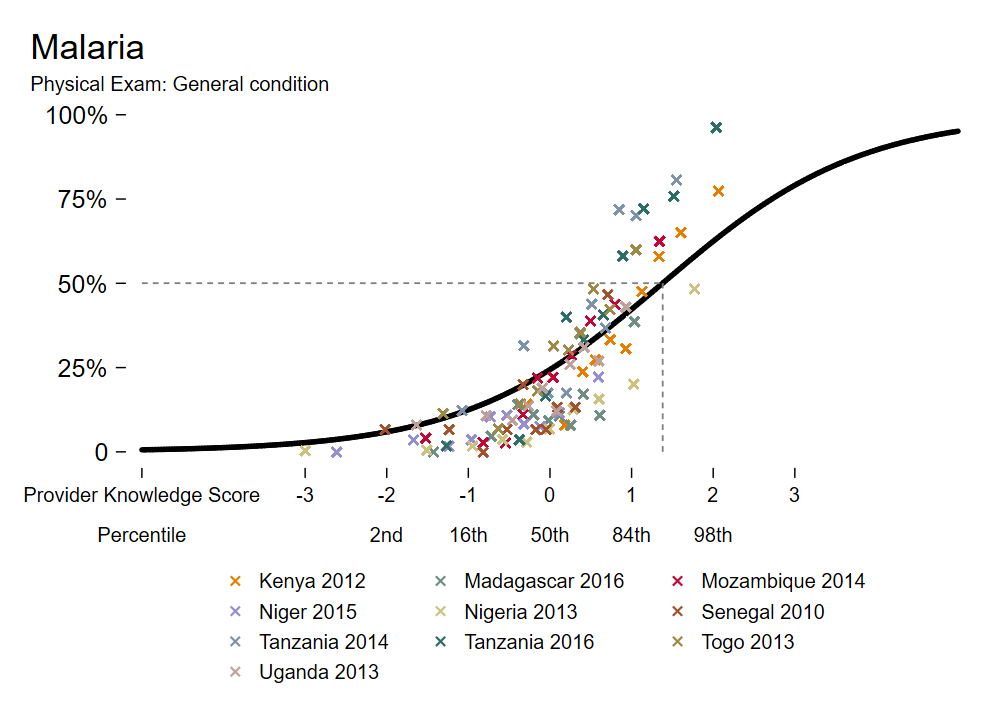 Malaria
Physical Exam: General condition
100%
75%
50%
25%
0
Provider Knowledge Score -3 -2 -1 0 1 2 3
Percentile 2nd 16th 50th 84th 98th
Kenya 2012 Madagascar 2016 Mozambique 2014
Niger 2015 Nigeria 2013 Senegal 2010
Tanzania 2014 Tanzania 2016 Togo 2013
Uganda 2013